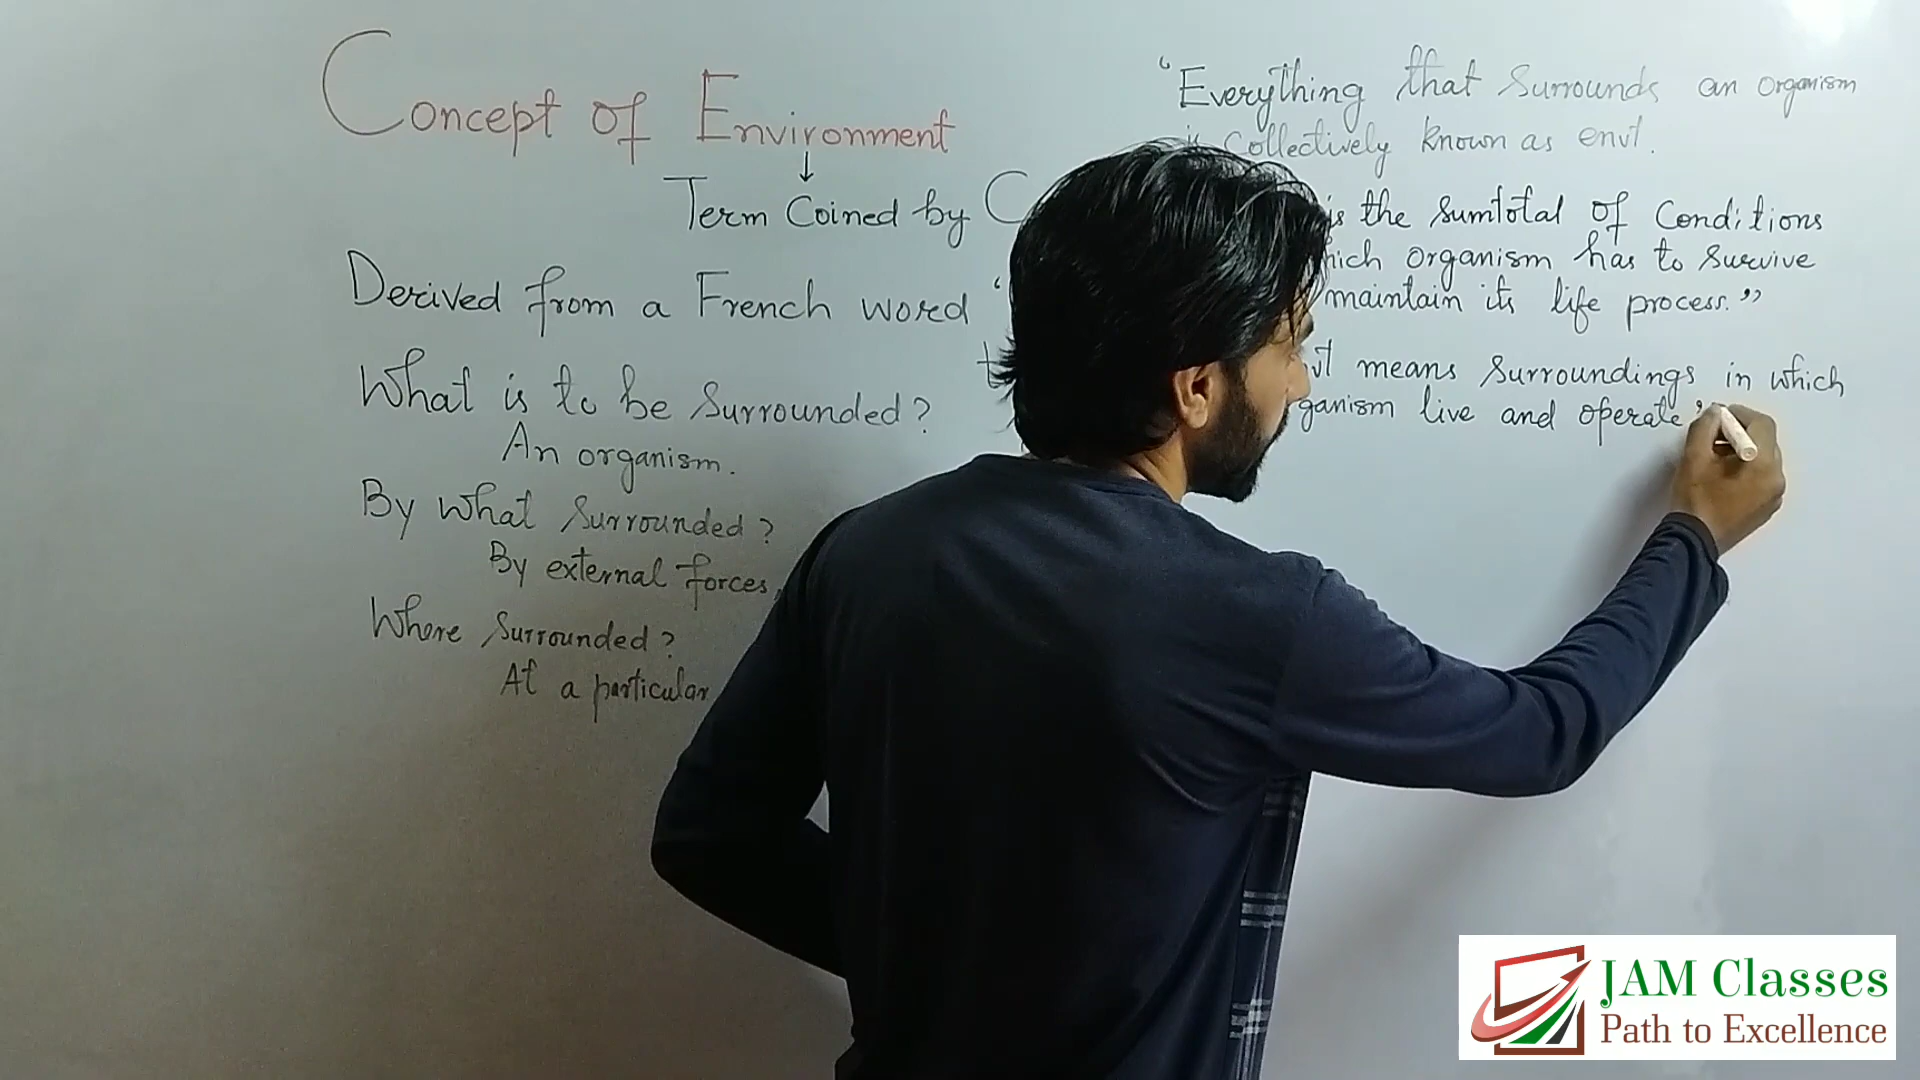 Concept of Environment
Term Coined by C
Derived from a French word "
What is to be Surrounded?
An organism.
By what Surrounded?
By external forces
Where Surrounded?
At a particular
"Everything that Surrounds an organism
Collectively known as envt.
is the Sumtotal of Conditions
organism has to Survive
maintain its life process."
means Surroundings in which
live and operate"
JAM Classes
Path to Excellence